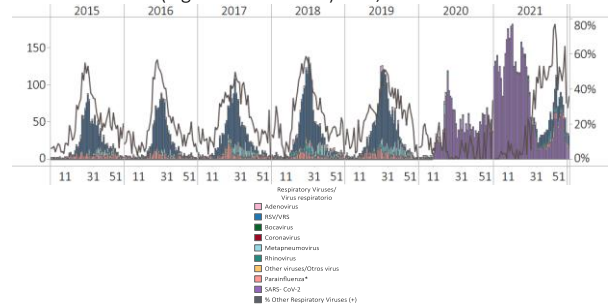 2015 2016 2017 2018 2019 2020 2021
80%
150
60%
100
40%
50
20%
0
0%
11 31 51 11 31 51 11 31 51 11 31 51 11 31 51 11 31 51 11 31 51
Respiratory Viruses/
Virus respiratorio
Adenovirus
RSV/VRS
Bocavirus
Coronavirus
Metapneumovirus
Rhinovirus
Other viruses/Otros virus
Parainfluenza*
SARS- CoV-2
% Other Respiratory Viruses (+)